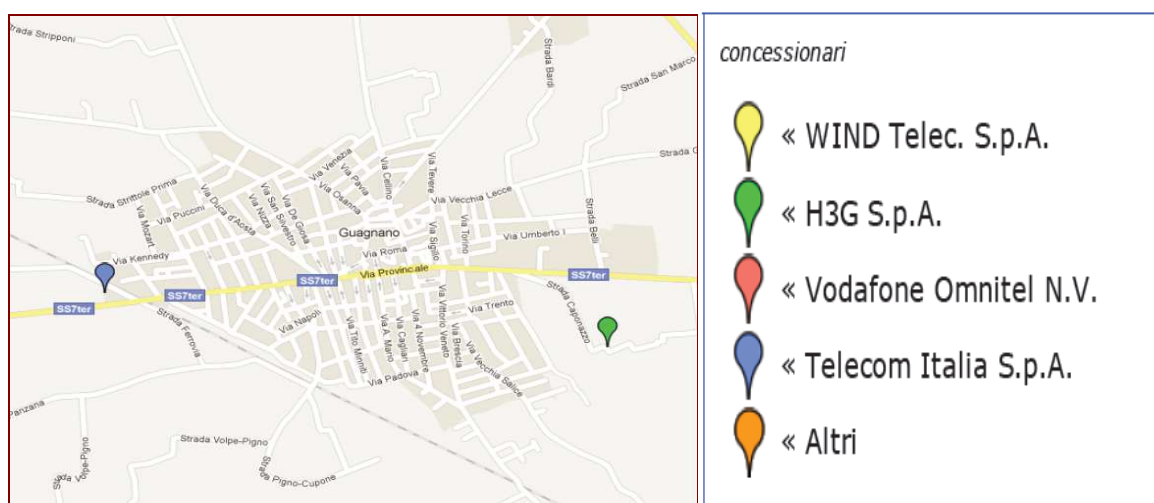 Strada Stripponi
Strada Bardi
Strada San Marco
Strada Strittole Prima
Via Venezia
Via Pavia
Via Osanna
Via Cellino
Via Tevere
Via Vecchia Lecce
Via Mozart
Via Puccini
Via Duca d'Aosta
Via Nizza
Via San Silvestro
Via De Giosa
Guagnano
Via Roma
Via Sigillo
Via Torino
Via Umberto I
Strada Belli
Via Kennedy
Via Provinciale
SS7ter
SS7ter
SS7ter
SS7ter
Strada Ferrovia
Via Napoli
Via Tito Minniti
Via A. Mario
Via Cagliari
Via 4 Novembre
Via Vittorio Veneto
Via Brescia
Via Trento
Via Vecchia Salice
Strada Caponazzo
Via Padova
Panzana
Strada Volpe-Pigno
Strada Volpe-Pigno
Strada Pigno-Cupone
concessionari
« WIND Telec. S.p.A.
« H3G S.p.A.
« Vodafone Omnitel N.V.
« Telecom Italia S.p.A.
« Altri